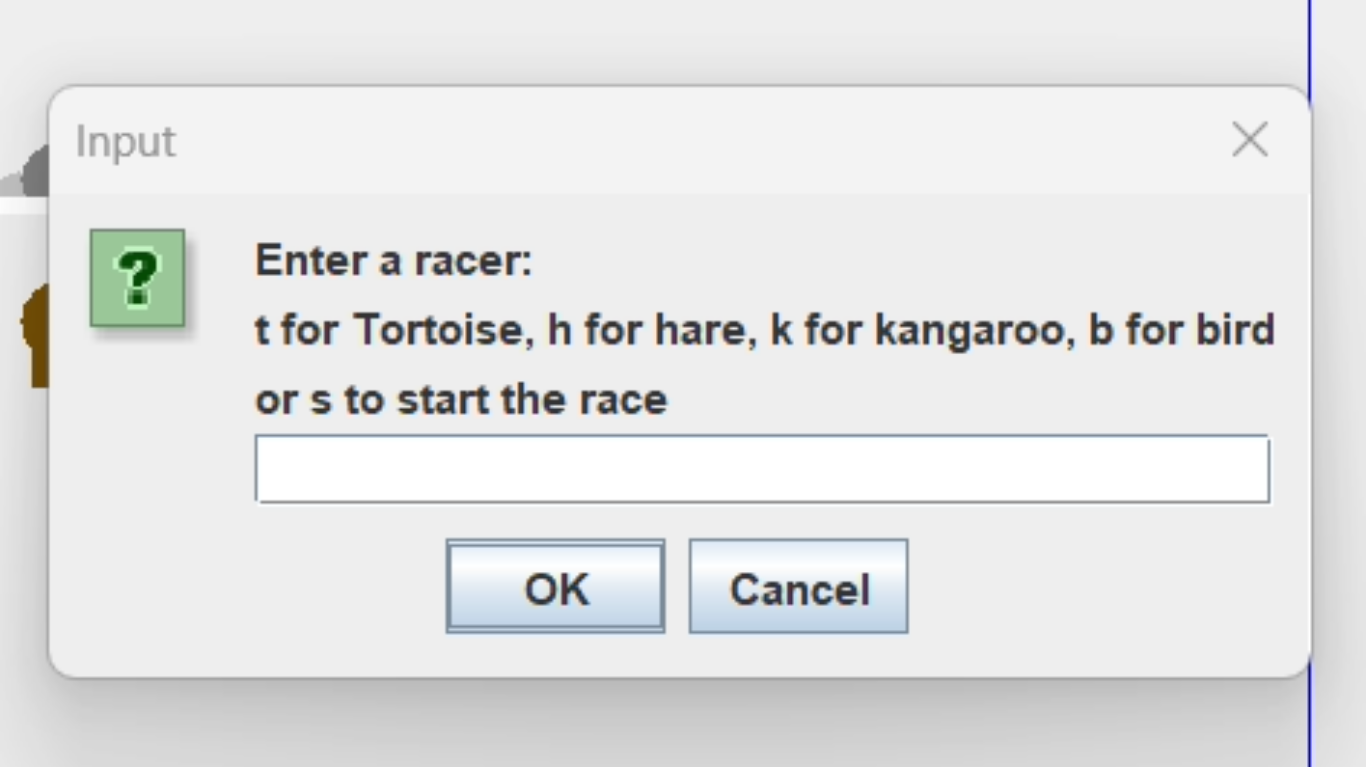 Input
Enter a racer:
t for Tortoise, h for hare, k for kangaroo, b for bird
or s to start the race
OK Cancel